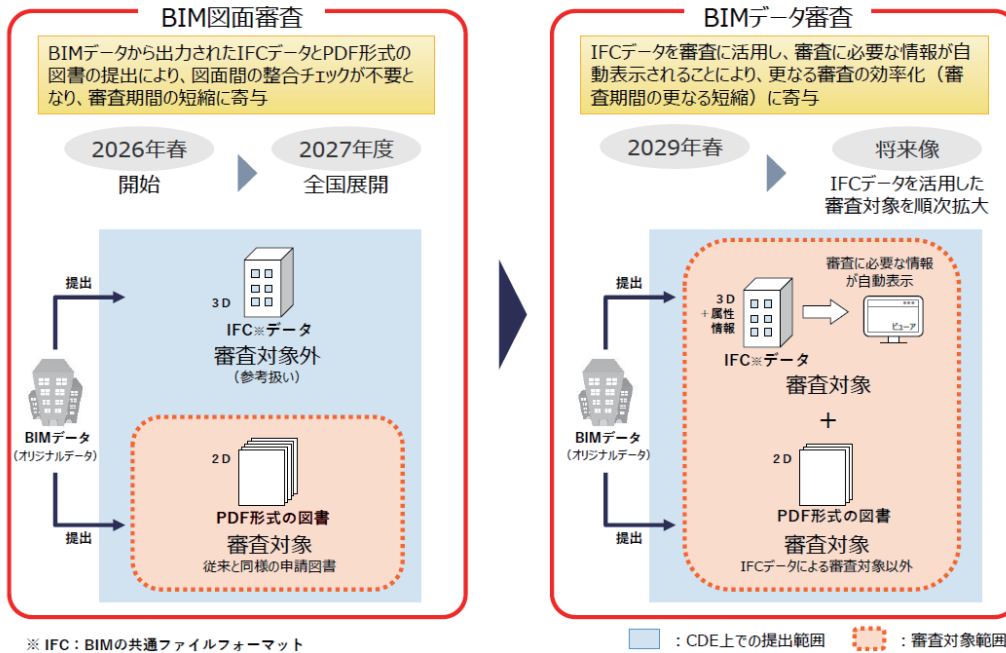 BIM図面審査
BIMデータから出力されたIFCデータとPDF形式の
図書の提出により、図面間の整合チェックが不要と
なり、審査期間の短縮に寄与
2026年春
開始
2027年度
全国展開
提出
3D
IFC※データ
審査対象外
(参考扱い)
BIMデータ
(オリジナルデータ)
2D
PDF形式の図書
審査対象
従来と同様の申請図書
提出
※ IFC：BIMの共通ファイルフォーマット
BIMデータ審査
IFCデータを審査に活用し、審査に必要な情報が自
動表示されることにより、更なる審査の効率化（審
査期間の更なる短縮）に寄与
2029年春
将来像
IFCデータを活用した
審査対象を順次拡大
提出
審査に必要な情報
が自動表示
3D
＋属性
情報
ビューア
IFC※データ
審査対象
+
BIMデータ
(オリジナルデータ)
2D
PDF形式の図書
審査対象
IFCデータによる審査対象以外
提出
：CDE上での提出範囲
：審査対象範囲